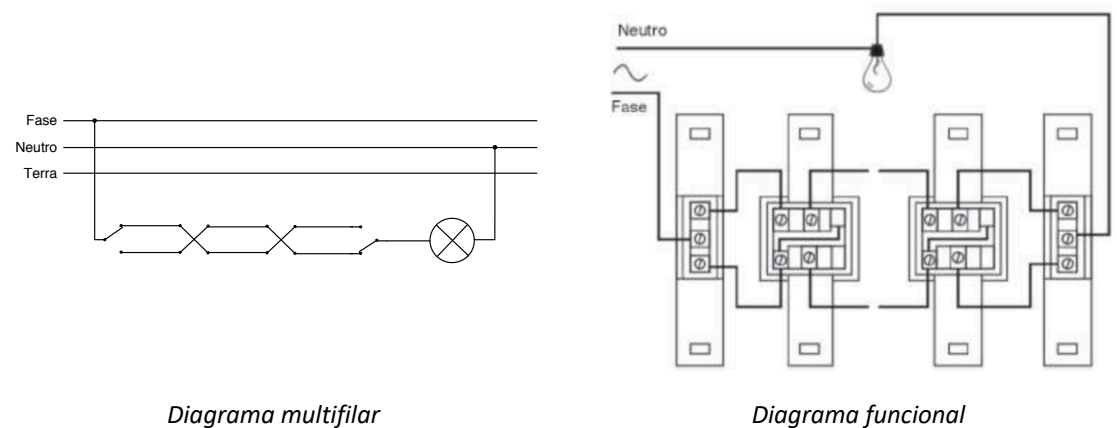 Fase
Neutro
Terra
Neutro
Fase
Diagrama multifilar
Diagrama funcional